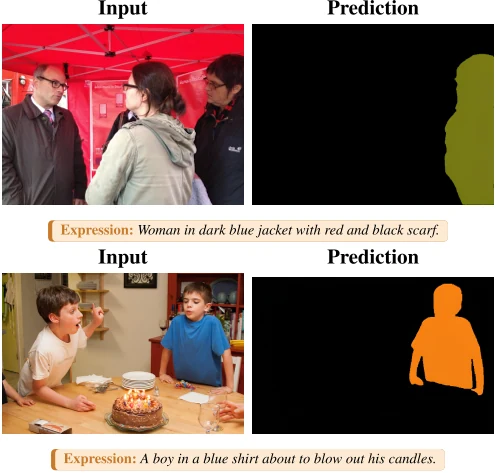 Input Prediction
Expression: Woman in dark blue jacket with red and black scarf.
Input Prediction
Expression: A boy in a blue shirt about to blow out his candles.